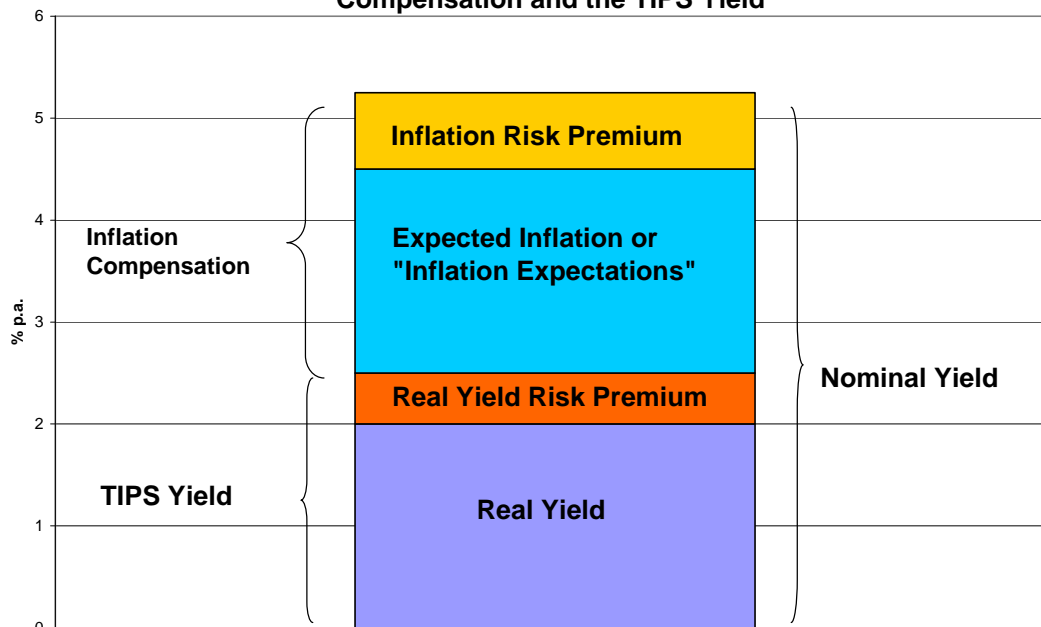 Compensation and the TIPS Yield
6
5
4
3
2
1
0
% p.a.
Inflation Risk Premium
Expected Inflation or
"Inflation Expectations"
Real Yield Risk Premium
Real Yield
Inflation
Compensation
TIPS Yield
Nominal Yield